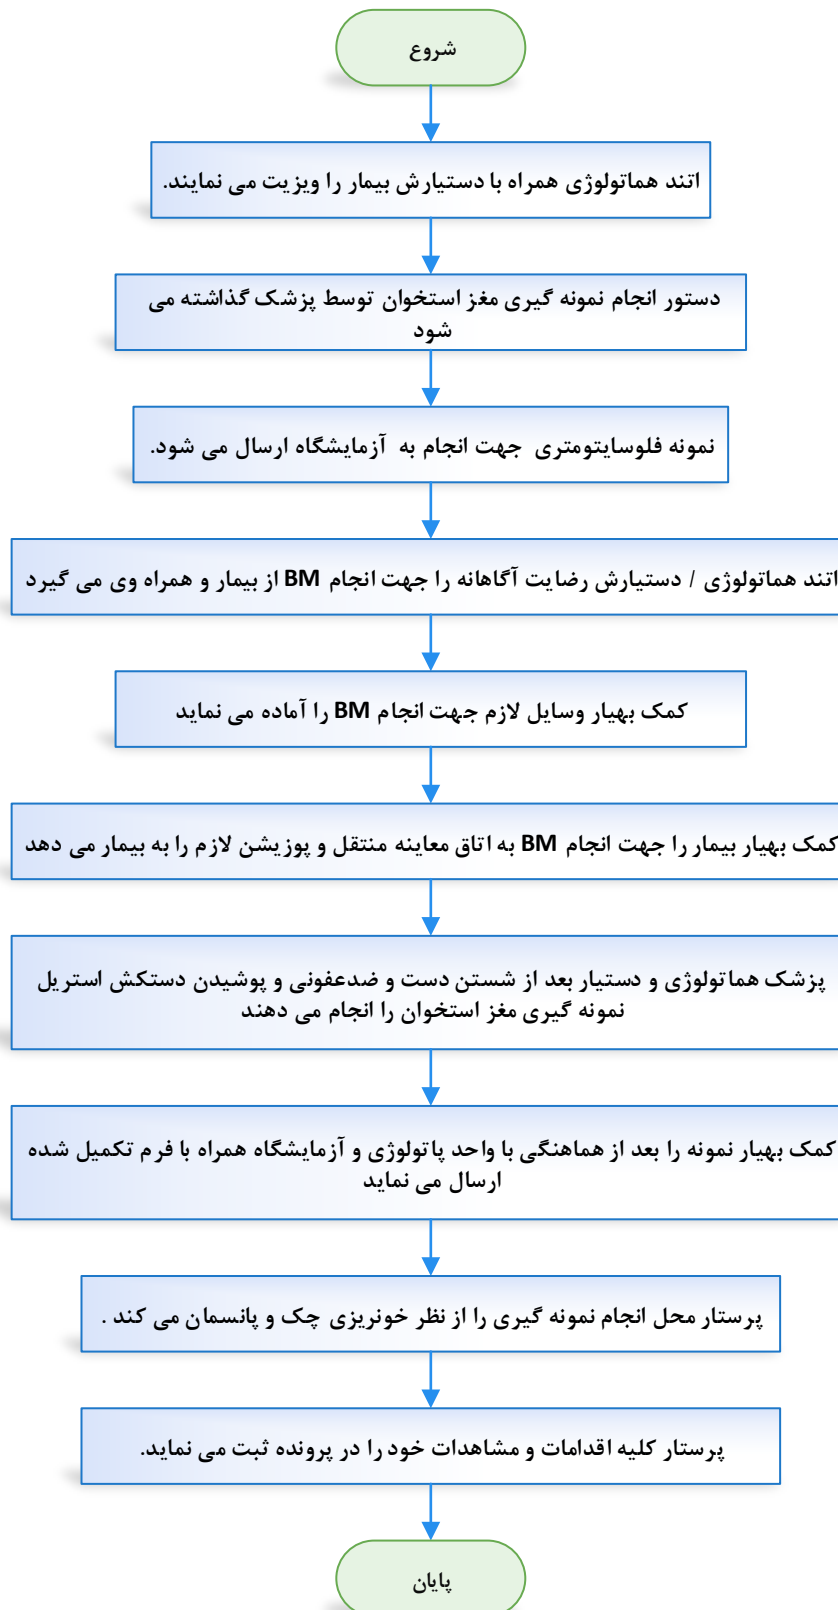 شروع
اتند هماتولوژی همراه با دستیارش بیمار را ویزیت می نمایند.
دستور انجام نمونه گیری مغز استخوان توسط پزشک گذاشته می
شود
نمونه فلوسایتومتری جهت انجام به آزمایشگاه ارسال می شود.
اتند هماتولوژی / دستیارش رضایت آگاهانه را جهت انجام BM از بیمار و همراه وی می گیرد
کمک بهیار وسایل لازم جهت انجام BM را آماده می نماید
کمک بهیار بیمار را جهت انجام BM به اتاق معاینه منتقل و پوزیشن لازم را به بیمار می دهد
پزشک هماتولوژی و دستیار بعد از شستن دست و ضدعفونی و پوشیدن دستکش استریل
نمونه گیری مغز استخوان را انجام می دهند
کمک بهیار نمونه را بعد از هماهنگی با واحد پاتولوژی و آزمایشگاه همراه با فرم تکمیل شده
ارسال می نماید
پرستار محل انجام نمونه گیری را از نظر خونریزی چک و پانسمان می کند .
پرستار کلیه اقدامات و مشاهدات خود را در پرونده ثبت می نماید.
پایان